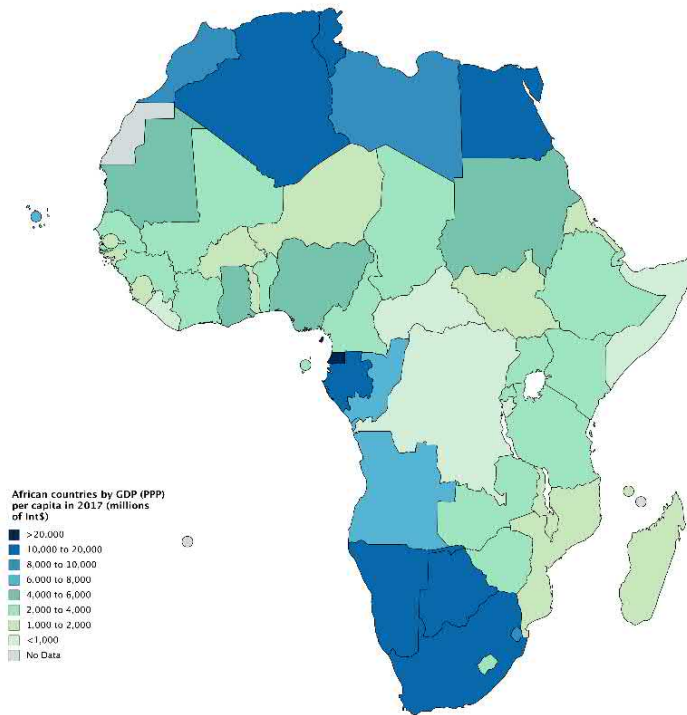 African countries by GDP (PPP)
per capita in 2017 (millions
of Int$)
>20.000
10,000 to 20,000
8,000 to 10,000
6,000 to 8,000
4,000 to 6,000
2,000 to 4,000
1,000 to 2,000
<1,000
No Data